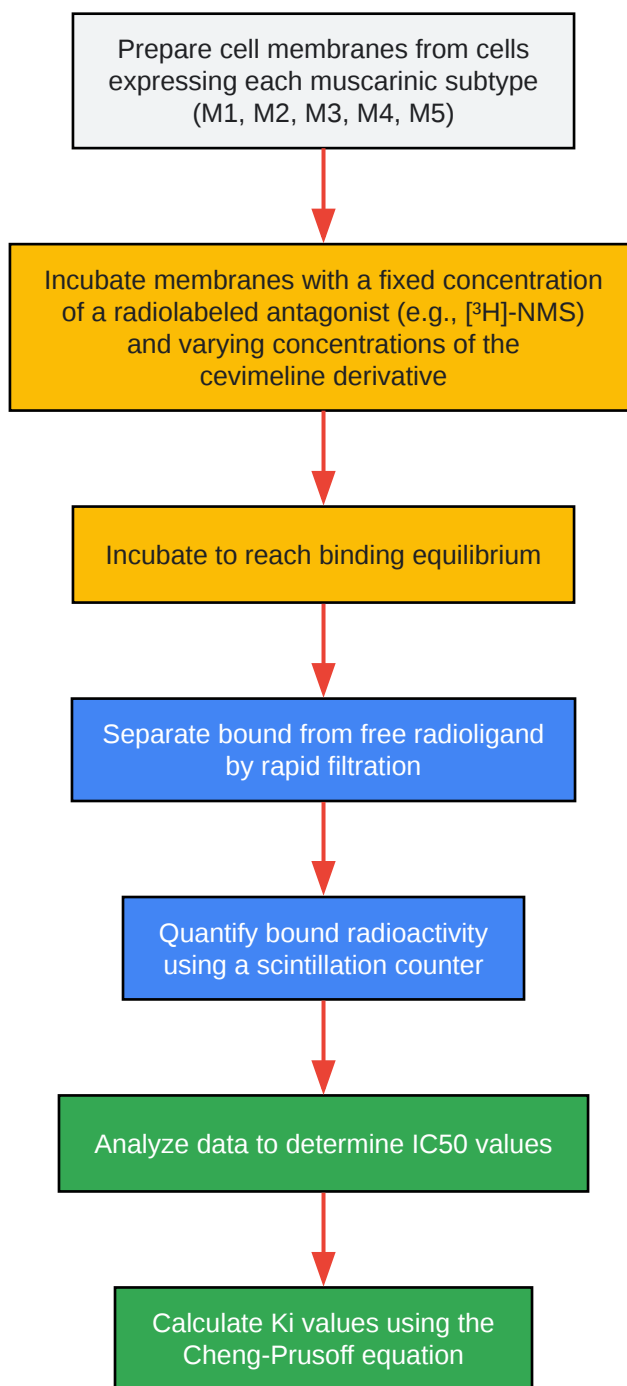 Prepare cell membranes from cells
expressing each muscarinic subtype
(M1, M2, M3, M4, M5)
Incubate membranes with a fixed concentration
of a radiolabeled antagonist (e.g., [³H]-NMS)
and varying concentrations of the
cevimeline derivative
Incubate to reach binding equilibrium
Separate bound from free radioligand
by rapid filtration
Quantify bound radioactivity
using a scintillation counter
Analyze data to determine IC50 values
Calculate Ki values using the
Cheng-Prusoff equation